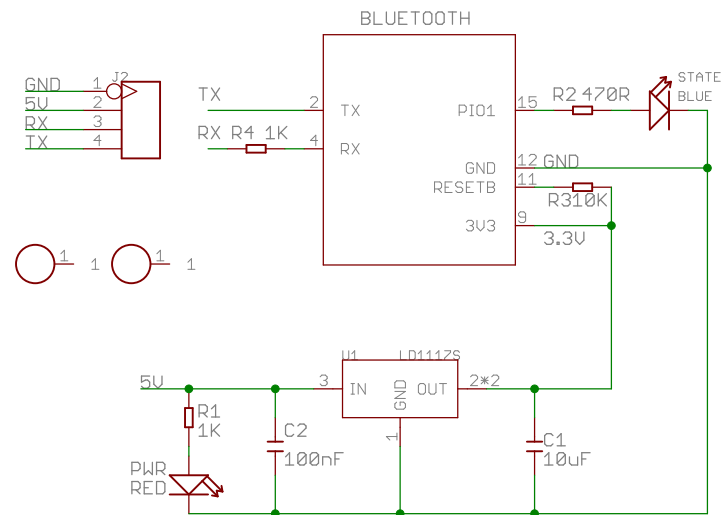 BLUETOOTH
J2
GND 1
5V 2
RX 3
TX 4
TX 2 TX
RX R4 1K 4 RX
PIO1 15 R2 470R
STATE
BLUE
GND 12 GND
RESETB 11
R310K
3V3 9
3.3V
1 1
1 1
U1 LD1117S
5V 3 IN
GND
OUT 2*2
1
R1
1K
C2
100nF
C1
10uF
PWR
RED